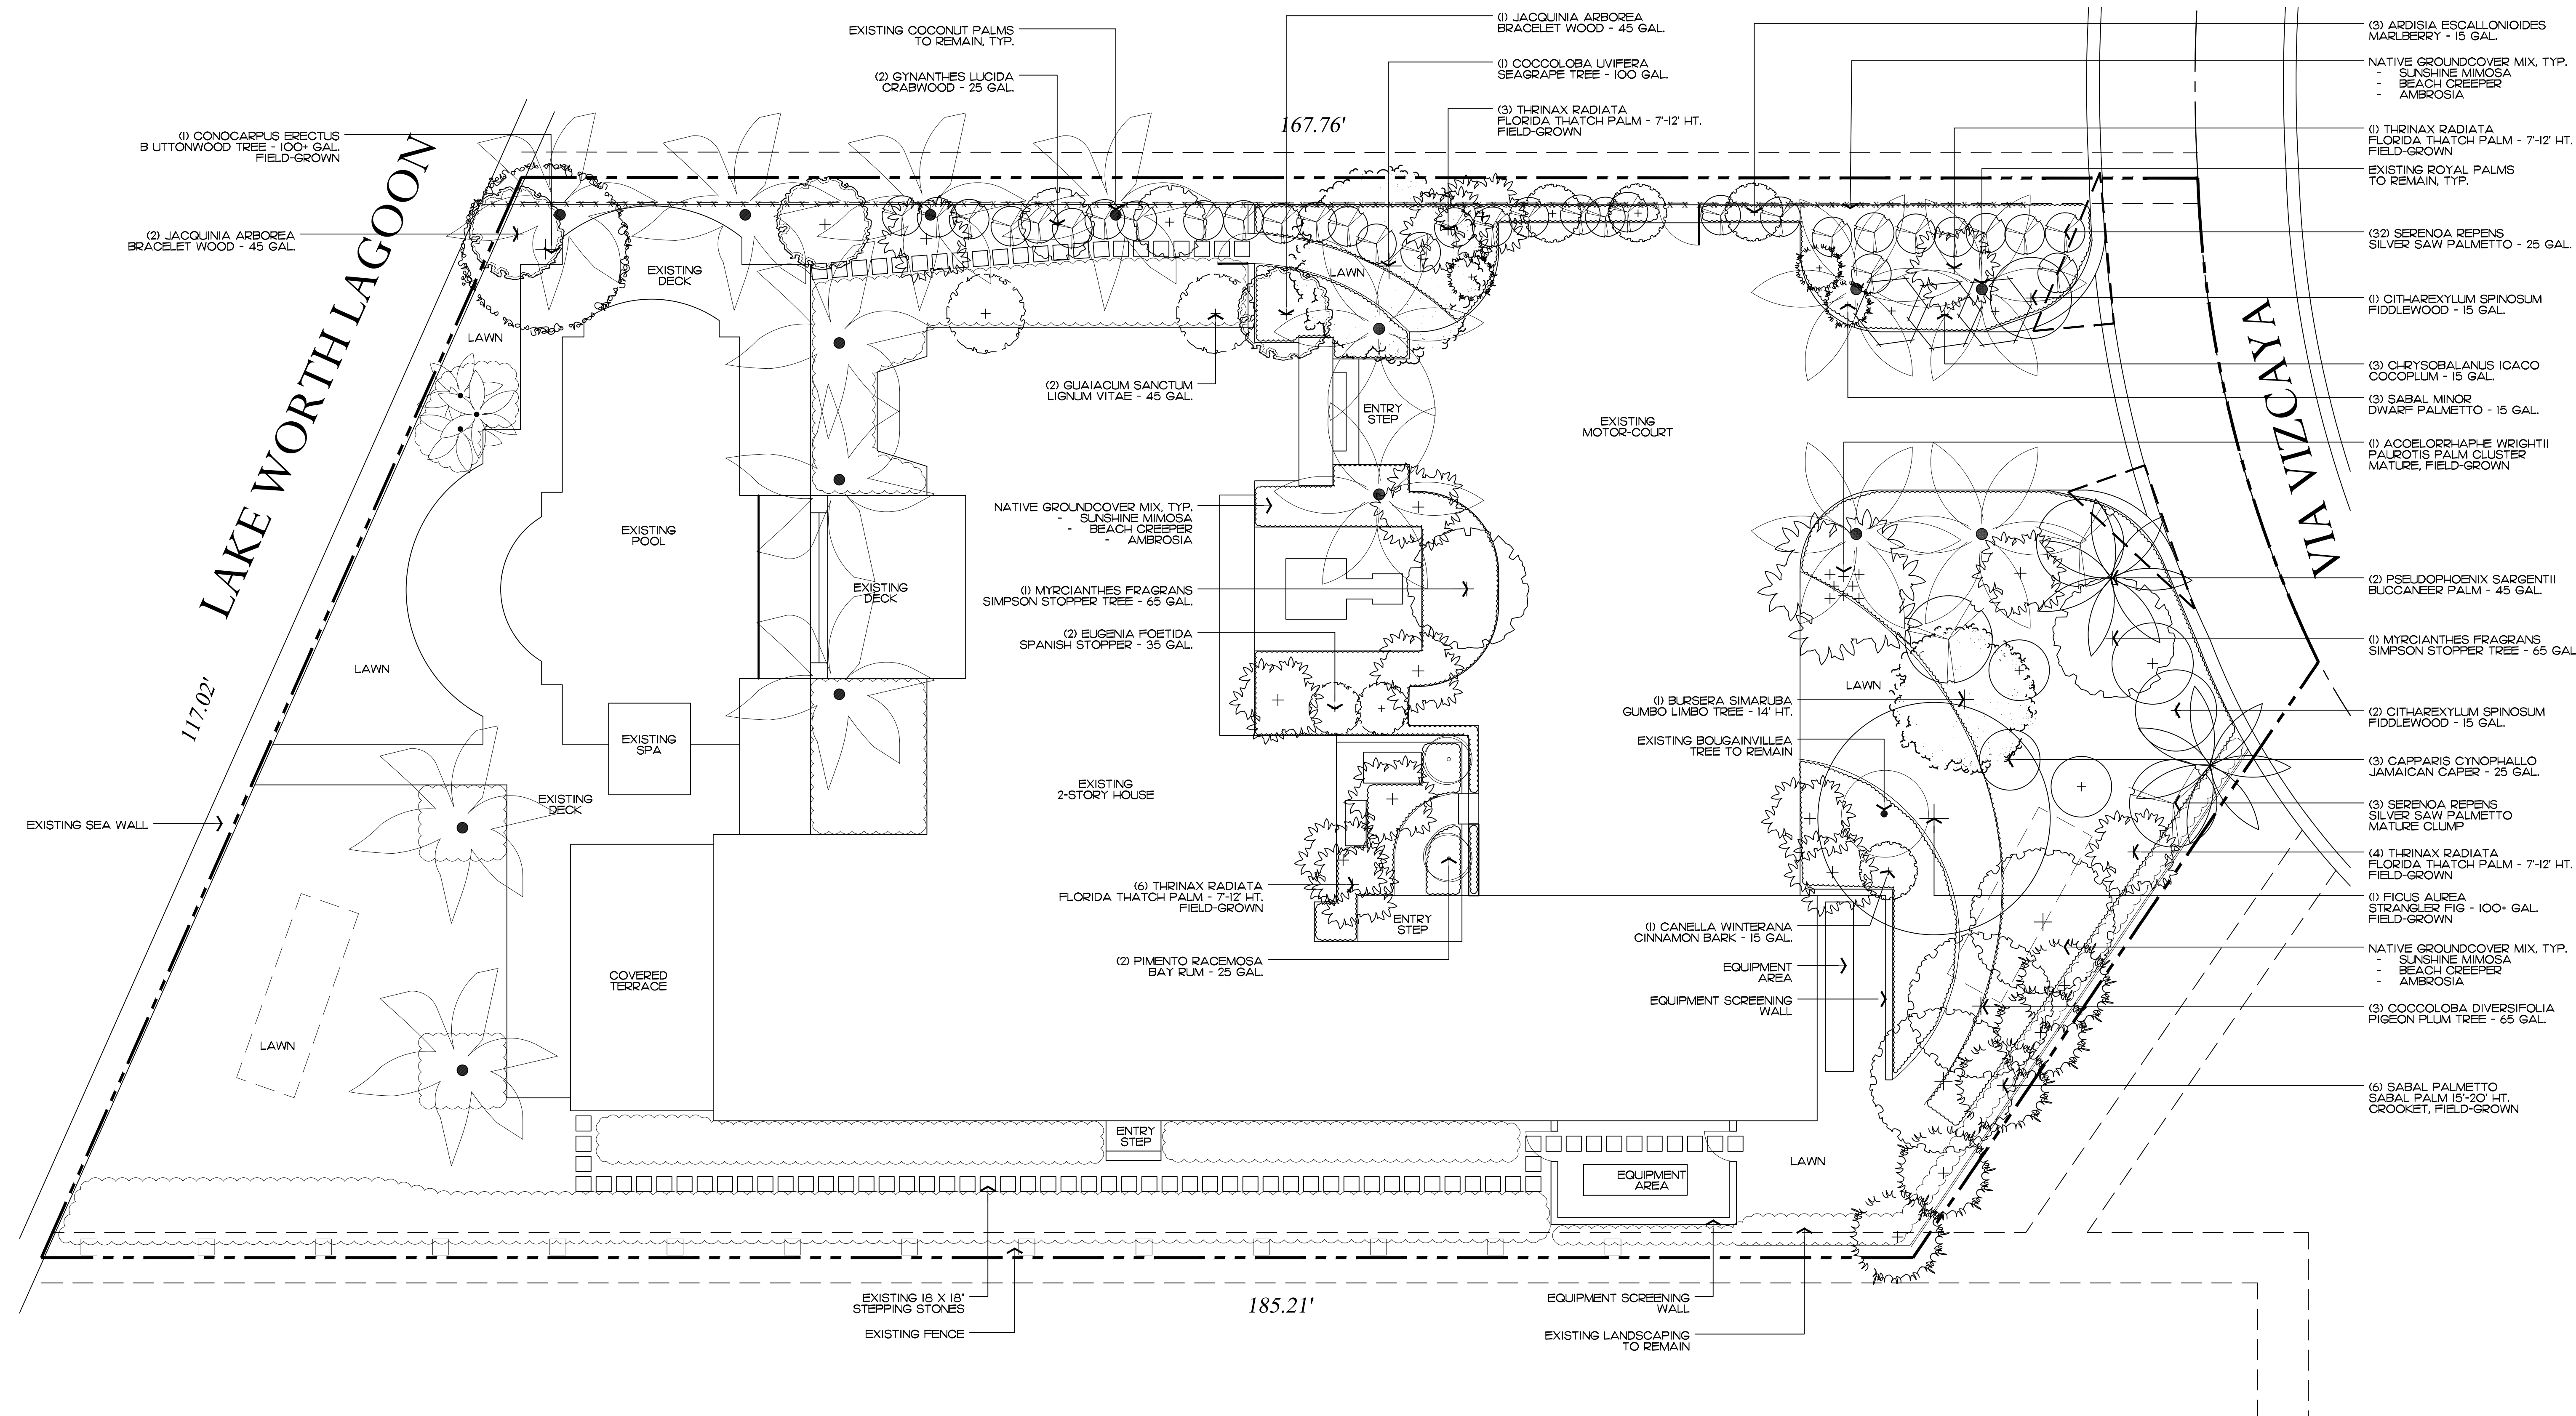 EXISTING COCONUT PALMS
TO REMAIN, TYP.
(2) GYNANTHES LUCIDA
CRABWOOD - 25 GAL.
(1) CONOCARPUS ERECTUS
B UTTONWOOD TREE - 100+ GAL.
FIELD-GROWN
(2) JACQUINIA ARBOREA
BRACELET WOOD - 45 GAL.
LAKE WORTH LAGOON
117.02'
EXISTING SEA WALL
(1) JACQUINIA ARBOREA
BRACELET WOOD - 45 GAL.
(1) COCCOLOBA UVIFERA
SEAGRAPE TREE - 100 GAL.
(3) THRINAX RADIATA
FLORIDA THATCH PALM - 7'-12' HT.
FIELD-GROWN
167.76'
EXISTING
DECK
LAWN
LAWN
(2) GUAIACUM SANCTUM
LIGNUM VITAE - 45 GAL.
ENTRY
STEP
EXISTING
MOTOR-COURT
EXISTING
POOL
NATIVE GROUNDCOVER MIX, TYP.
- SUNSHINE MIMOSA
- BEACH CREEPER
- AMBROSIA
EXISTING
DECK
(1) MYRCIANTHES FRAGRANS
SIMPSON STOPPER TREE - 65 GAL.
(2) EUGENIA FOETIDA
SPANISH STOPPER - 35 GAL.
LAWN
LAWN
(1) BURSERA SIMARUBA
GUMBO LIMBO TREE - 14' HT.
EXISTING
SPA
EXISTING BOUGAINVILLEA
TREE TO REMAIN
EXISTING
DECK
EXISTING
2-STORY HOUSE
(6) THRINAX RADIATA
FLORIDA THATCH PALM - 7'-12' HT.
FIELD-GROWN
ENTRY
STEP
(1) CANELLA WINTERANA
CINNAMON BARK - 15 GAL.
(2) PIMENTO RACEMOSA
BAY RUM - 25 GAL.
EQUIPMENT
AREA
COVERED
TERRACE
EQUIPMENT SCREENING
WALL
LAWN
ENTRY
STEP
LAWN
EQUIPMENT
AREA
EXISTING 18 X 18"
STEPPING STONES
EXISTING FENCE
185.21'
EQUIPMENT SCREENING
WALL
EXISTING LANDSCAPING
TO REMAIN
VIA VIZCAYA
(3) ARDISIA ESCALLONIOIDES
MARLBERRY - 15 GAL.
NATIVE GROUNDCOVER MIX, TYP.
- SUNSHINE MIMOSA
- BEACH CREEPER
- AMBROSIA
(1) THRINAX RADIATA
FLORIDA THATCH PALM - 7'-12' HT.
FIELD-GROWN
EXISTING ROYAL PALMS
TO REMAIN, TYP.
(32) SERENOA REPENS
SILVER SAW PALMETTO - 25 GAL.
(1) CITHAREXYLUM SPINOSUM
FIDDLEWOOD - 15 GAL.
(3) CHRYSOBALANUS ICACO
COCOPLUM - 15 GAL.
(3) SABAL MINOR
DWARF PALMETTO - 15 GAL.
(1) ACOELORRHAPHE WRIGHTII
PAUROTIS PALM CLUSTER
MATURE, FIELD-GROWN
(2) PSEUDOPHOENIX SARGENTII
BUCCANEER PALM - 45 GAL.
(1) MYRCIANTHES FRAGRANS
SIMPSON STOPPER TREE - 65 GAL
(2) CITHAREXYLUM SPINOSUM
FIDDLEWOOD - 15 GAL.
(3) CAPPARIS CYNOPHALLO
JAMAICAN CAPER - 25 GAL.
(3) SERENOA REPENS
SILVER SAW PALMETTO
MATURE CLUMP
(4) THRINAX RADIATA
FLORIDA THATCH PALM - 7'-12' HT.
FIELD-GROWN
(1) FICUS AUREA
STRANGLER FIG - 100+ GAL.
FIELD-GROWN
NATIVE GROUNDCOVER MIX, TYP.
- SUNSHINE MIMOSA
- BEACH CREEPER
- AMBROSIA
(3) COCCOLOBA DIVERSIFOLIA
PIGEON PLUM TREE - 65 GAL.
(6) SABAL PALMETTO
SABAL PALM 15'-20' HT.
CROOKET, FIELD-GROWN